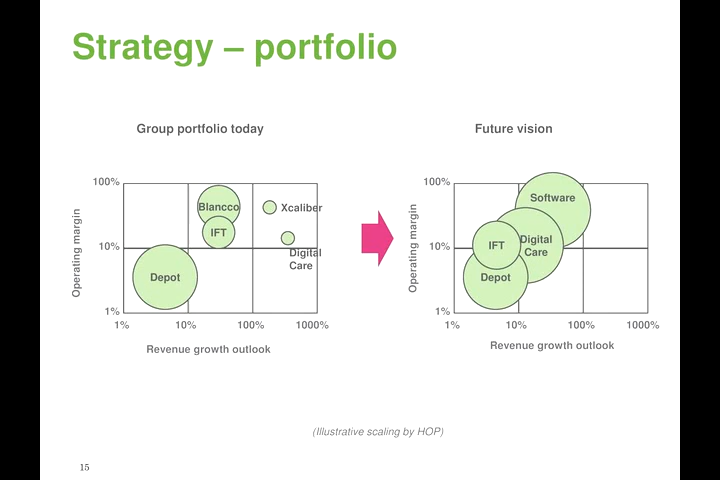 Strategy – portfolio
Group portfolio today
Operating margin
100%
10%
1%
Blancco
IFT
Xcaliber
Digital
Care
Depot
1%
10%
100%
1000%
Revenue growth outlook
Future vision
Operating margin
100%
10%
1%
Software
IFT
Digital
Care
Depot
1%
10%
100%
1000%
Revenue growth outlook
(Illustrative scaling by HOP)
15